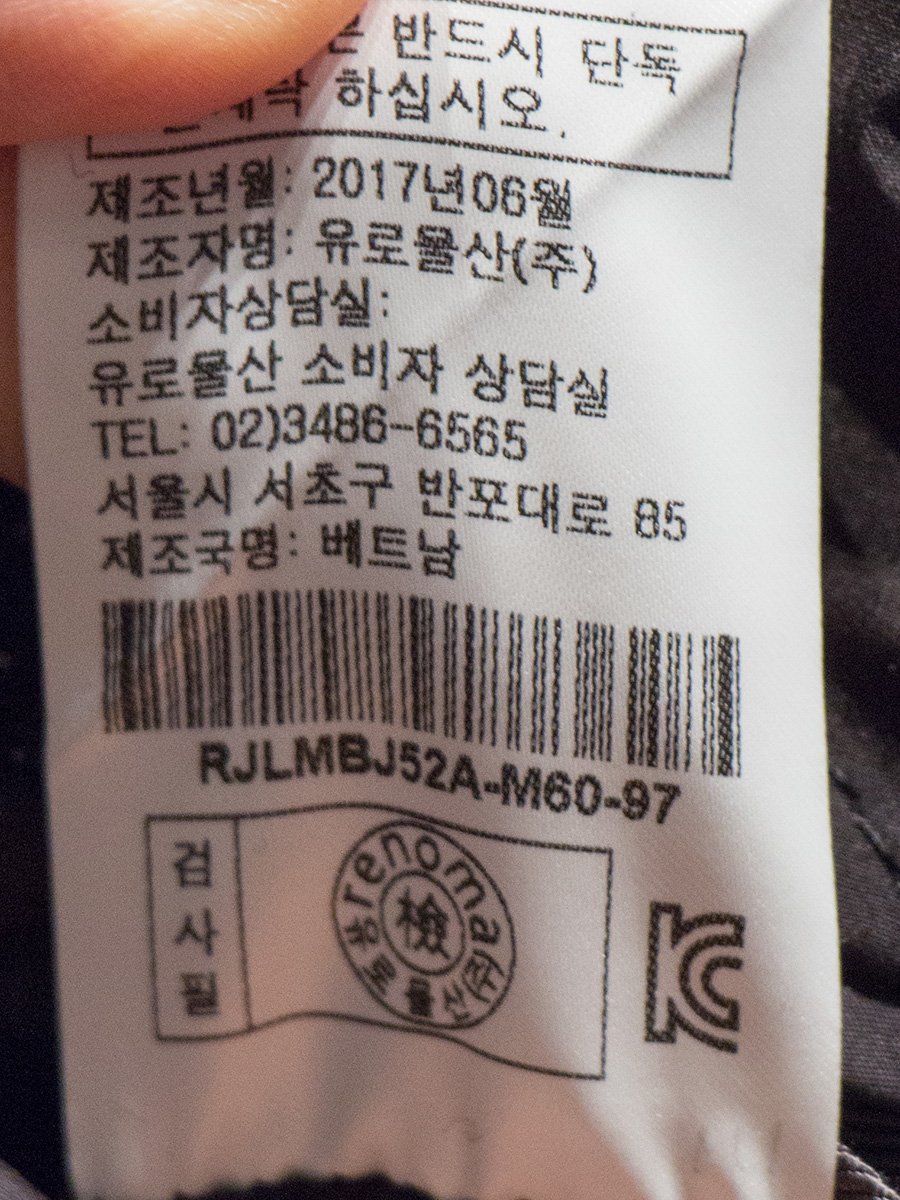 반드시 단독
하십시오.
제조년월: 2017년06월
제조자명: 유로물산(주)
소비자상담실:
유로물산 소비자 상담실
TEL: 02)3486-6565
서울시 서초구 반포대로 85
제조국명: 베트남
RJLMBJ52A-M60-97
검사필
renoma
유로물산(주)
檢
KC